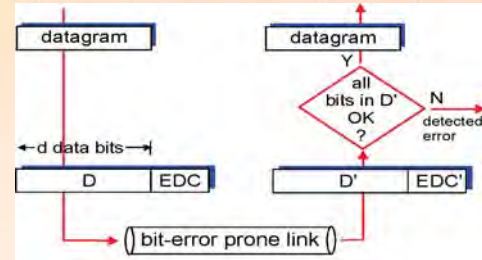 datagram
d data bits
D EDC
bit-error prone link
datagram
Y
all
bits in D'
OK
?
N
detected
error
D' EDC'